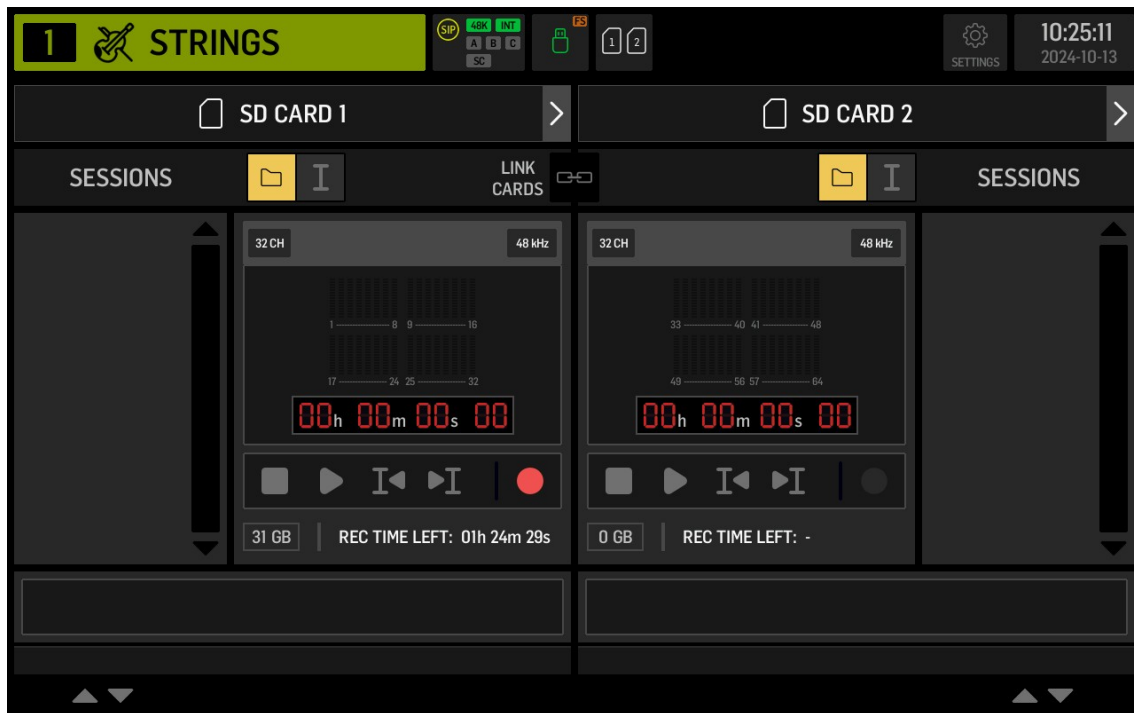 1 STRINGS SIP 48K INT FS 1 2 10:25:11
A B C
SC SETTINGS 2024-10-13
SD CARD 1 SD CARD 2
SESSIONS LINK CARDS SESSIONS
32 CH 48 kHz 32 CH 48 kHz
1 8 9 16 33 40 41 48
17 24 25 32 49 56 57 64
00h 00m 00s 00 00h 00m 00s 00
31 GB REC TIME LEFT: 01h 24m 29s 0 GB REC TIME LEFT: -